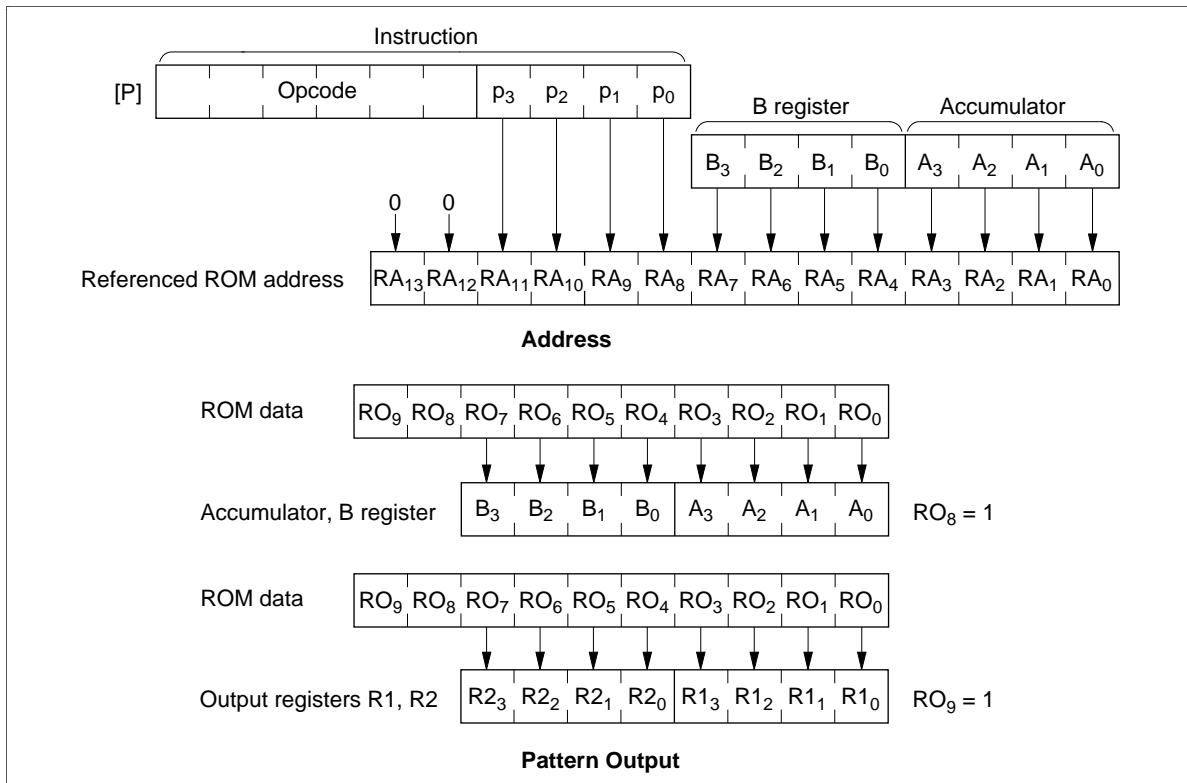 Instruction
[P] Opcode p3 p2 p1 p0
B register Accumulator
B3 B2 B1 B0 A3 A2 A1 A0
0 0
Referenced ROM address RA13 RA12 RA11 RA10 RA9 RA8 RA7 RA6 RA5 RA4 RA3 RA2 RA1 RA0
Address
ROM data RO9 RO8 RO7 RO6 RO5 RO4 RO3 RO2 RO1 RO0
Accumulator, B register B3 B2 B1 B0 A3 A2 A1 A0 RO8 = 1
ROM data RO9 RO8 RO7 RO6 RO5 RO4 RO3 RO2 RO1 RO0
Output registers R1, R2 R23 R22 R21 R20 R13 R12 R11 R10 RO9 = 1
Pattern Output